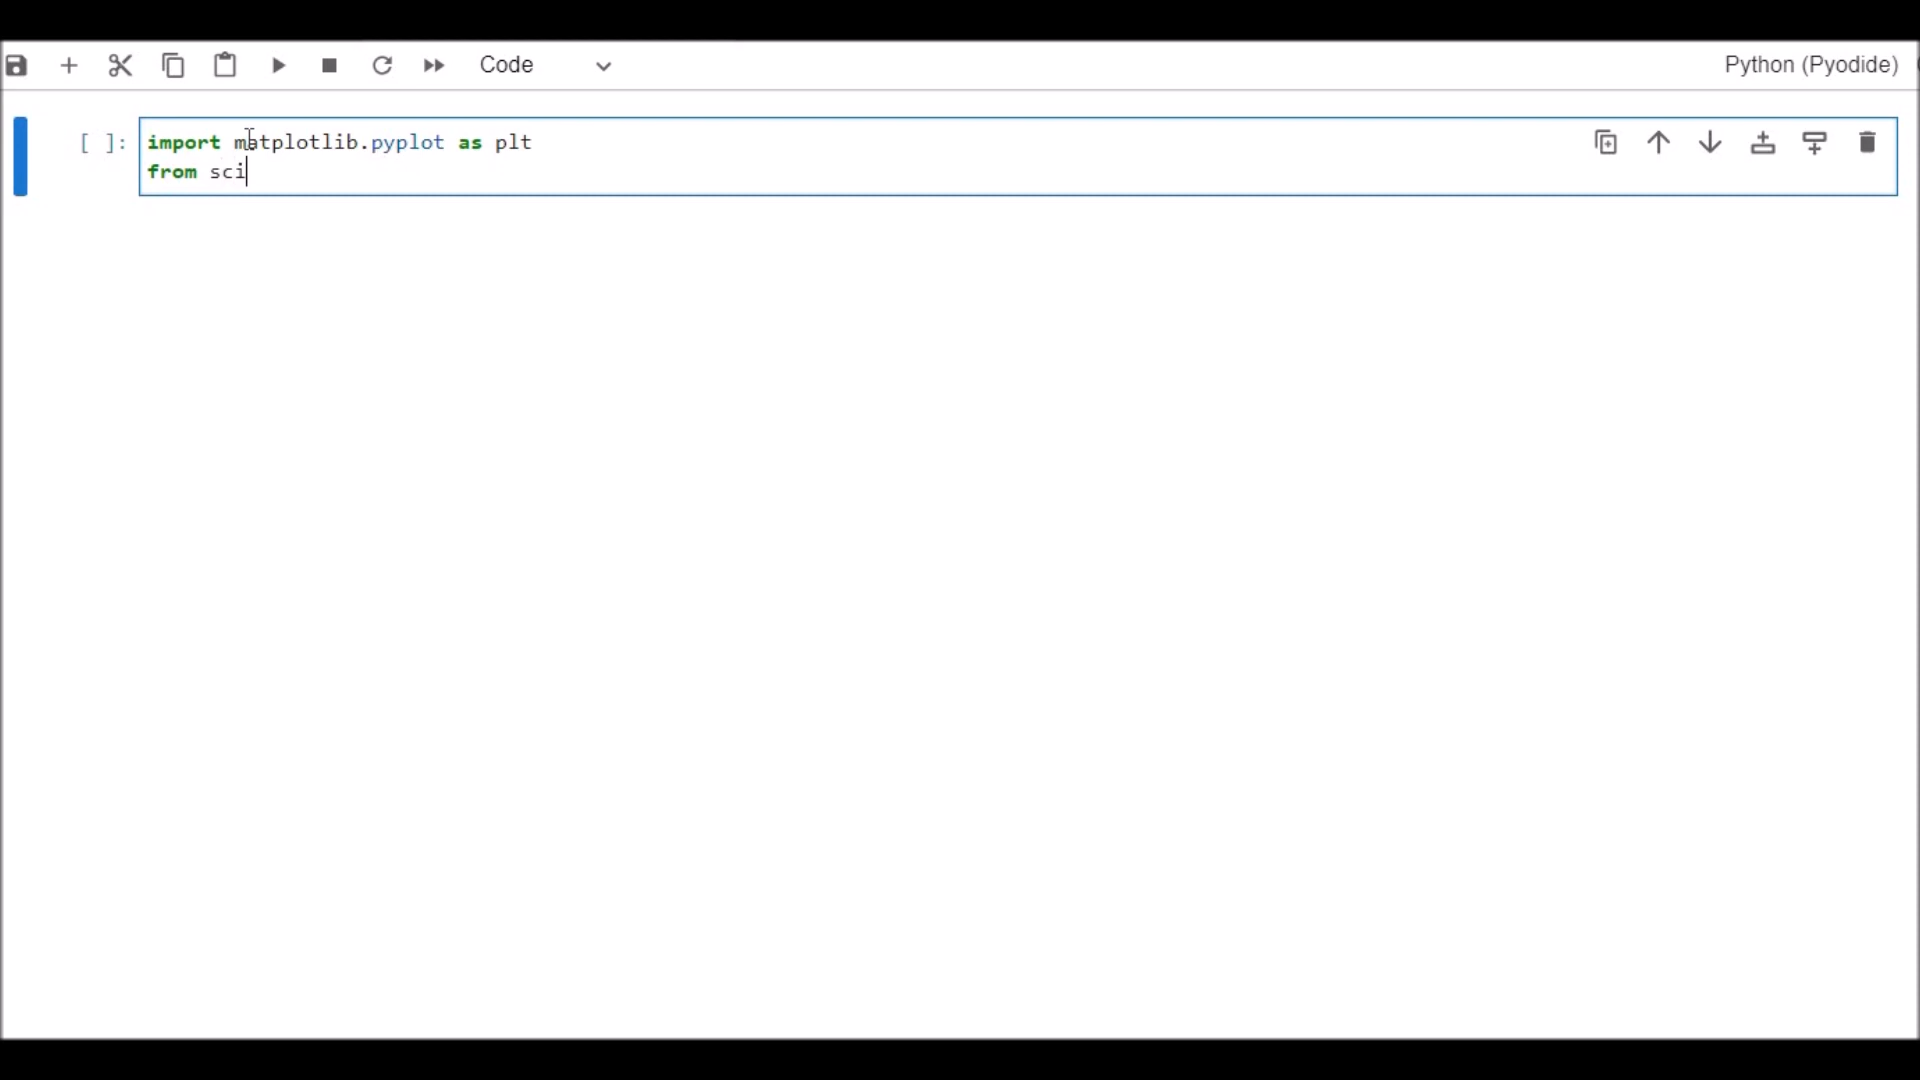 Code
Python (Pyodide)
[ ]:
import matplotlib.pyplot as plt
from sci